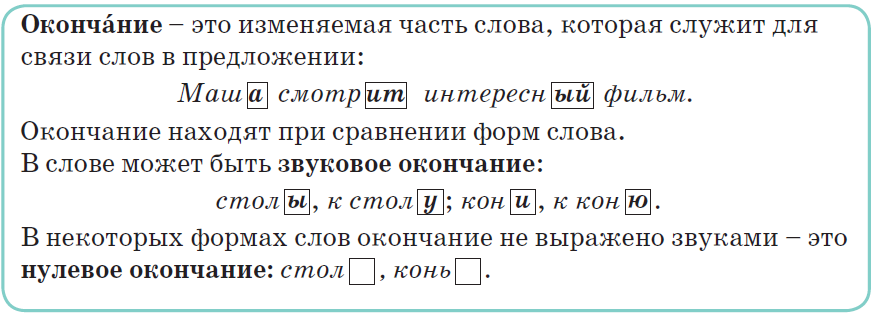 Оконча́ние – это изменяемая часть слова, которая служит для
связи слов в предложении:
Маша смотрит интересный фильм.
Окончание находят при сравнении форм слова.
В слове может быть звуковое окончание:
столы, к столу; кони, к коню.
В некоторых формах слов окончание не выражено звуками – это
нулевое окончание: стол , конь .